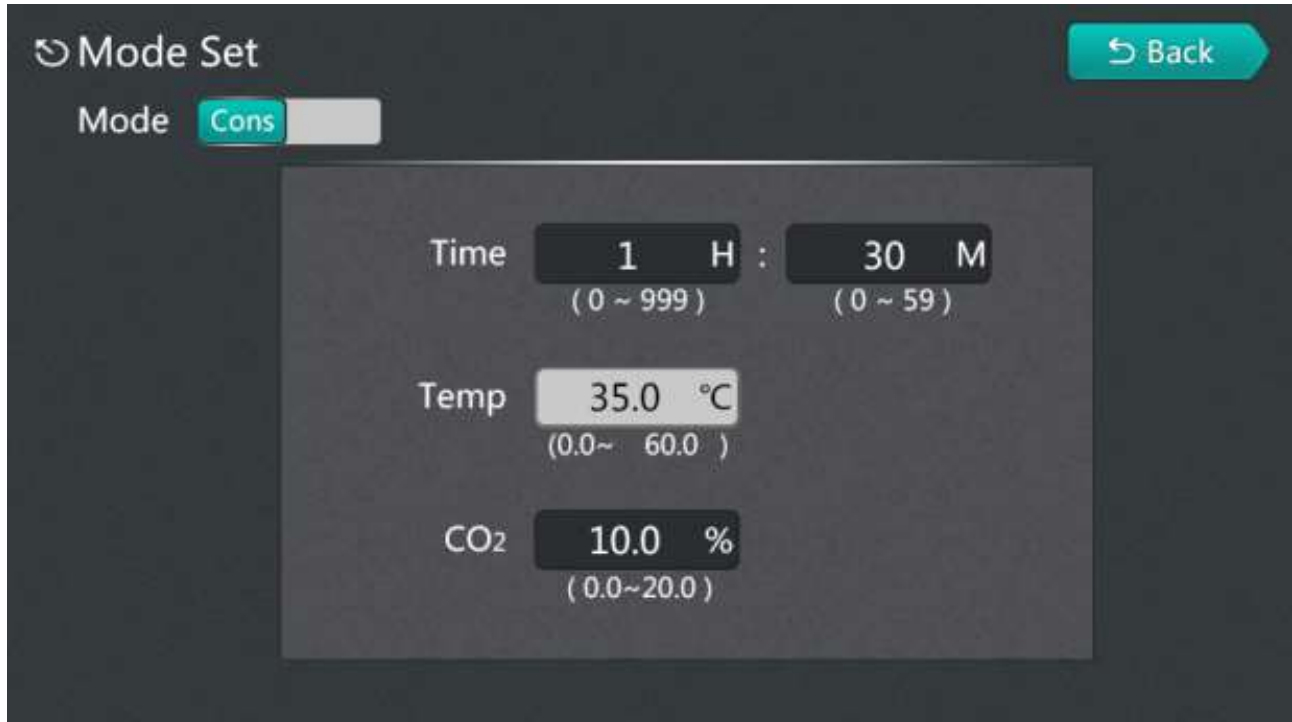 Mode Set
Back
Mode Cons
Time 1 H : 30 M
( 0 ~ 999 ) ( 0 ~ 59 )
Temp 35.0 ℃
(0.0~ 60.0 )
CO2 10.0 %
( 0.0~20.0 )